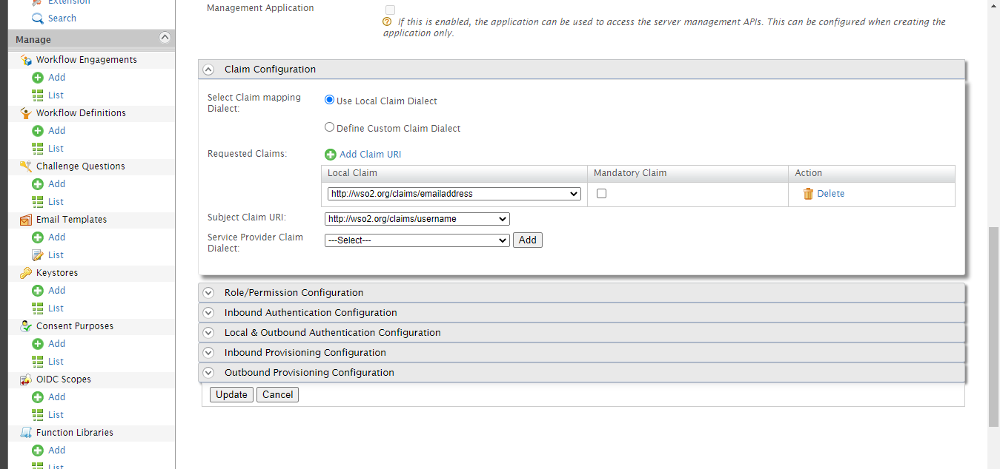 Extension
Search
Manage
Workflow Engagements
Add
List
Workflow Definitions
Add
List
Challenge Questions
Add
List
Email Templates
Add
List
Keystores
Add
List
Consent Purposes
Add
List
OIDC Scopes
Add
List
Function Libraries
Add
List
Management Application
If this is enabled, the application can be used to access the server management APIs. This can be configured when creating the
application only.
Claim Configuration
Select Claim mapping
Dialect:
Use Local Claim Dialect
Define Custom Claim Dialect
Requested Claims:
Add Claim URI
Local Claim
Mandatory Claim
Action
http://wso2.org/claims/emailaddress
Delete
Subject Claim URI:
http://wso2.org/claims/username
Service Provider Claim
Dialect:
---Select---
Add
Role/Permission Configuration
Inbound Authentication Configuration
Local & Outbound Authentication Configuration
Inbound Provisioning Configuration
Outbound Provisioning Configuration
Update
Cancel